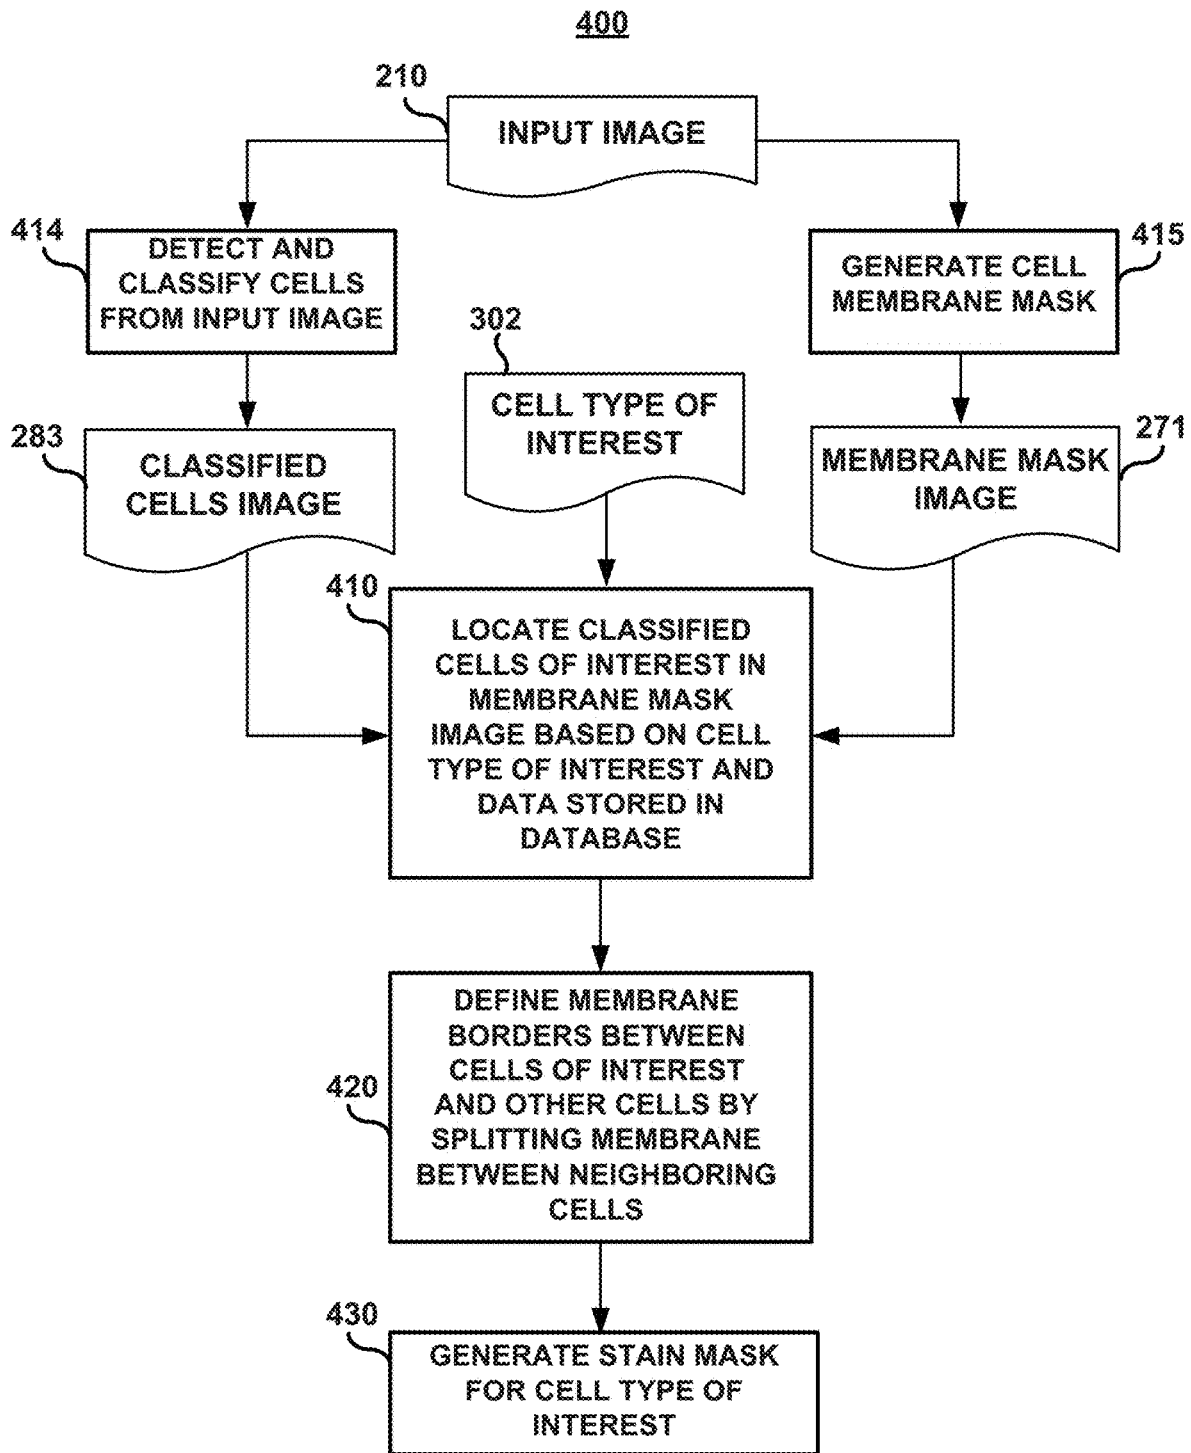 400
210
INPUT IMAGE
414
DETECT AND
CLASSIFY CELLS
FROM INPUT IMAGE
415
GENERATE CELL
MEMBRANE MASK
302
CELL TYPE OF
INTEREST
283
CLASSIFIED
CELLS IMAGE
271
MEMBRANE MASK
IMAGE
410
LOCATE CLASSIFIED
CELLS OF INTEREST IN
MEMBRANE MASK
IMAGE BASED ON CELL
TYPE OF INTEREST AND
DATA STORED IN
DATABASE
420
DEFINE MEMBRANE
BORDERS BETWEEN
CELLS OF INTEREST
AND OTHER CELLS BY
SPLITTING MEMBRANE
BETWEEN NEIGHBORING
CELLS
430
GENERATE STAIN MASK
FOR CELL TYPE OF
INTEREST